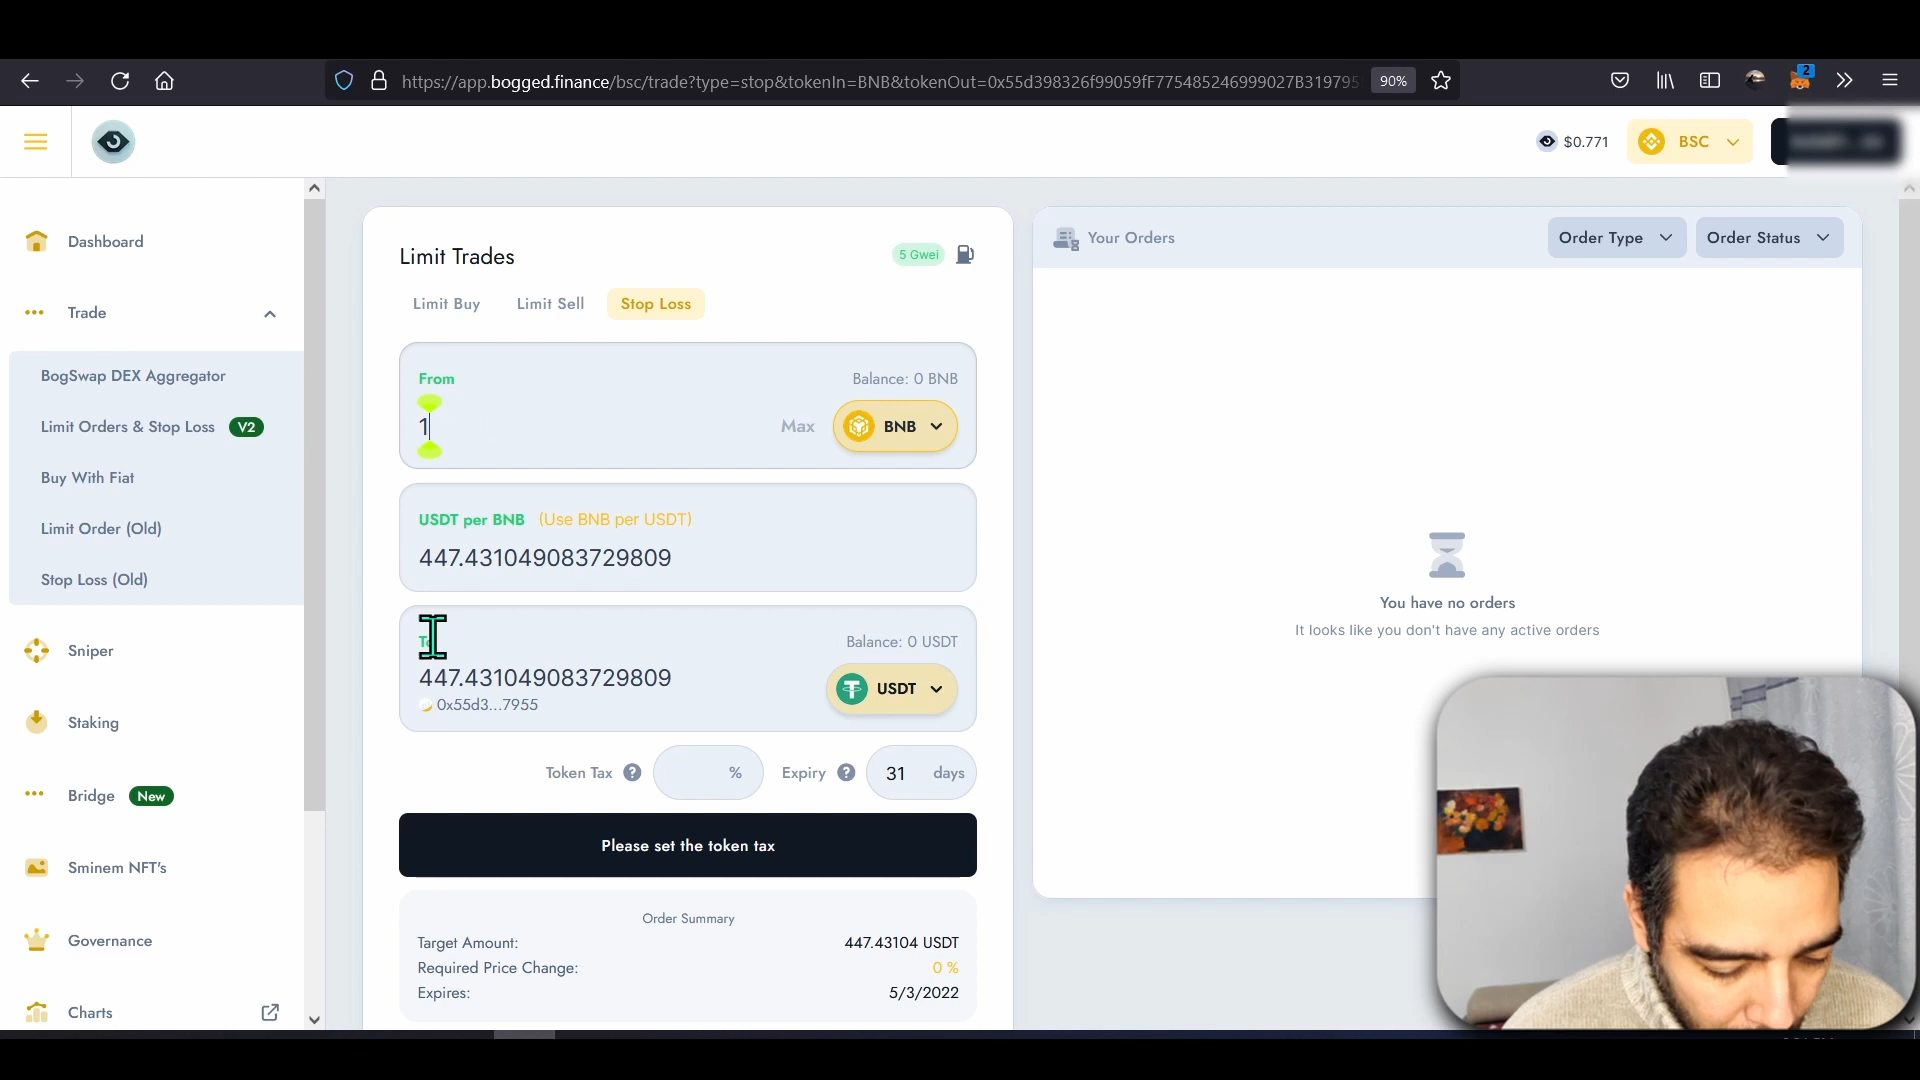 https://app.bogged.finance/bsc/trade?type=stop&tokenIn=BNB&tokenOut=0x55d398326f99059fF775485246999027B319795
90%
2
$0.771
BSC
Dashboard
Trade
BogSwap DEX Aggregator
Limit Orders & Stop Loss V2
Buy With Fiat
Limit Order (Old)
Stop Loss (Old)
Sniper
Staking
Bridge New
Sminem NFT's
Governance
Charts
Limit Trades
5 Gwei
Limit Buy Limit Sell Stop Loss
From
Balance: 0 BNB
1
Max
BNB
USDT per BNB (Use BNB per USDT)
447.431049083729809
To
Balance: 0 USDT
447.431049083729809
0x55d3...7955
USDT
Token Tax ? % Expiry ? 31 days
Please set the token tax
Order Summary
Target Amount: 447.43104 USDT
Required Price Change: 0 %
Expires: 5/3/2022
Your Orders
Order Type
Order Status
You have no orders
It looks like you don't have any active orders